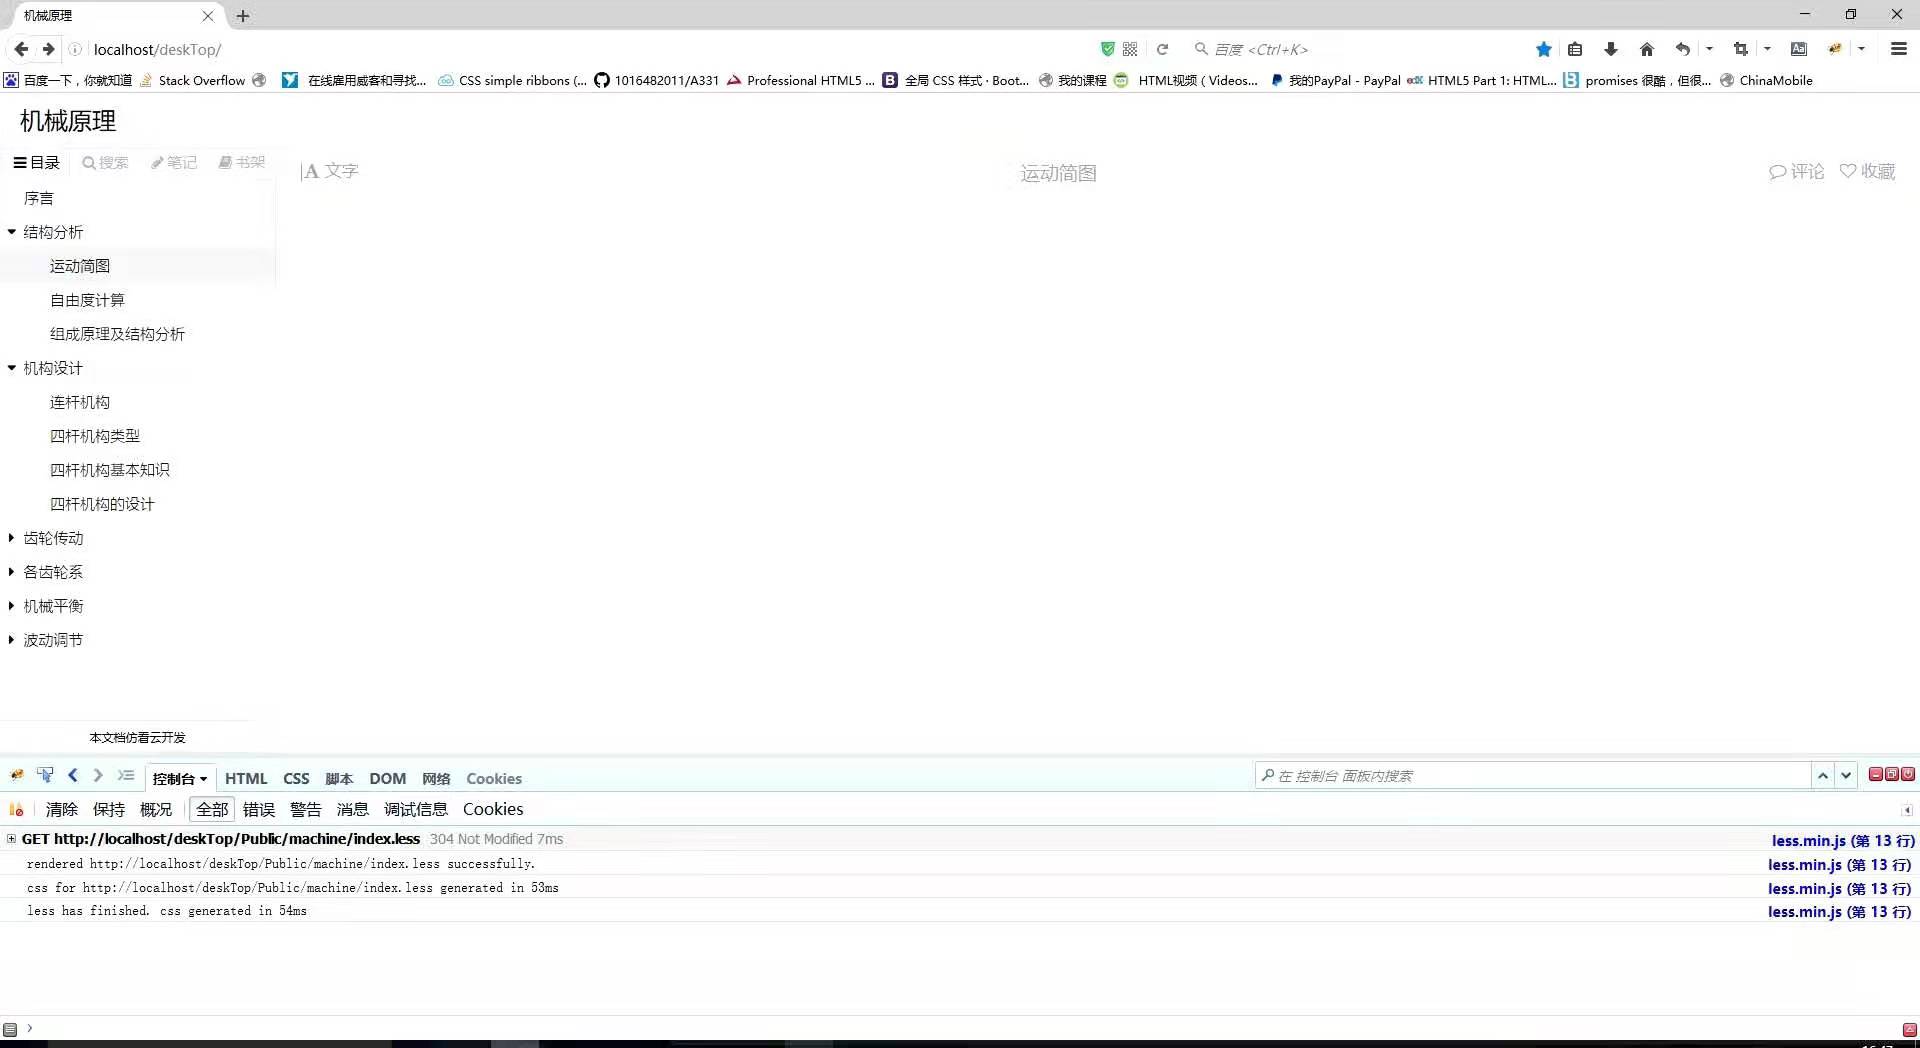 机械原理
localhost/deskTop/
百度 <Ctrl+K>
百度一下，你就知道 Stack Overflow 在线雇用威客和寻找... CSS simple ribbons (... 1016482011/A331 Professional HTML5 ... 全局 CSS 样式 · Boot... 我的课程 HTML视频 ( Videos... 我的PayPal - PayPal HTML5 Part 1: HTML... promises 很酷，但很... ChinaMobile
机械原理
目录 搜索 笔记 书架
A 文字 运动简图 评论 收藏
序言
结构分析
运动简图
自由度计算
组成原理及结构分析
机构设计
连杆机构
四杆机构类型
四杆机构基本知识
四杆机构的设计
齿轮传动
各齿轮系
机械平衡
波动调节
本文档仿看云开发
控制台 HTML CSS 脚本 DOM 网络 Cookies 在 控制台 面板内搜索
清除 保持 概况 全部 错误 警告 消息 调试信息 Cookies
GET http://localhost/deskTop/Public/machine/index.less 304 Not Modified 7ms less.min.js (第 13 行)
rendered http://localhost/deskTop/Public/machine/index.less successfully. less.min.js (第 13 行)
css for http://localhost/deskTop/Public/machine/index.less generated in 53ms less.min.js (第 13 行)
less has finished. css generated in 54ms less.min.js (第 13 行)